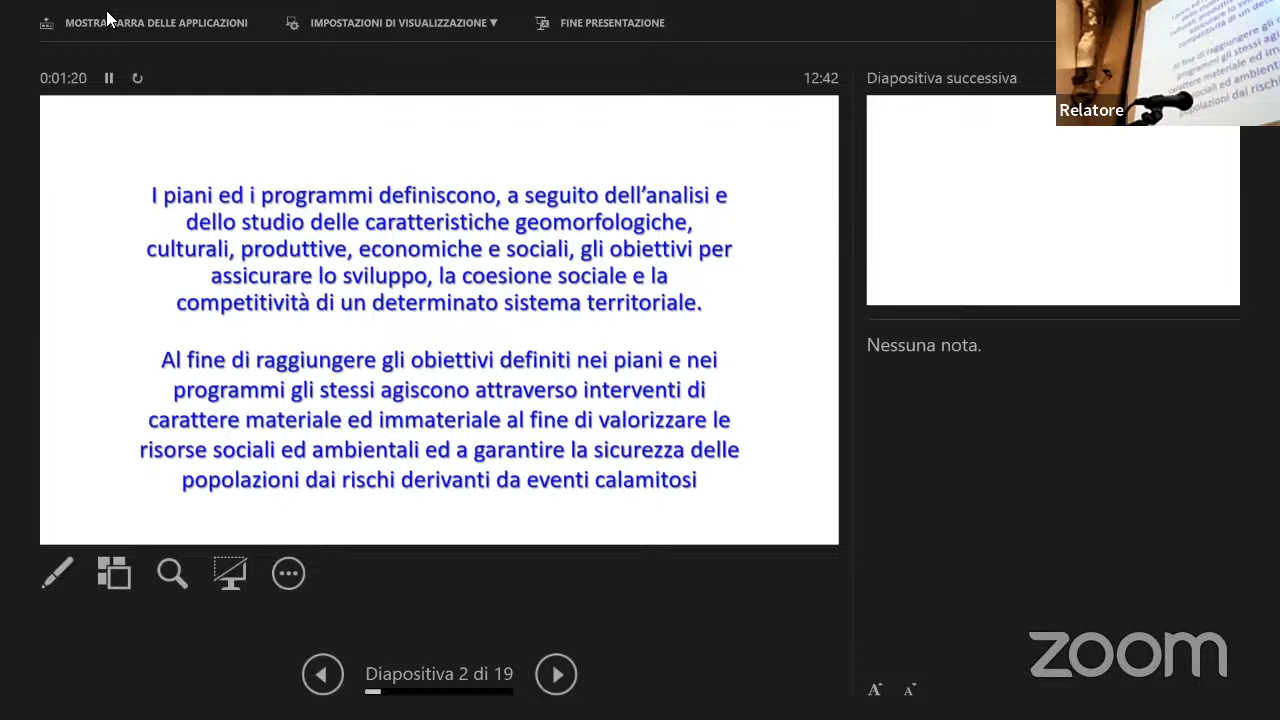 MOSTRA BARRA DELLE APPLICAZIONI
IMPOSTAZIONI DI VISUALIZZAZIONE ▼
FINE PRESENTAZIONE
0:01:20
12:42
Diapositiva successiva
Relatore
I piani ed i programmi definiscono, a seguito dell’analisi e
dello studio delle caratteristiche geomorfologiche,
culturali, produttive, economiche e sociali, gli obiettivi per
assicurare lo sviluppo, la coesione sociale e la
competitività di un determinato sistema territoriale.
Al fine di raggiungere gli obiettivi definiti nei piani e nei
programmi gli stessi agiscono attraverso interventi di
carattere materiale ed immateriale al fine di valorizzare le
risorse sociali ed ambientali ed a garantire la sicurezza delle
popolazioni dai rischi derivanti da eventi calamitosi
Nessuna nota.
Diapositiva 2 di 19
A A
zoom